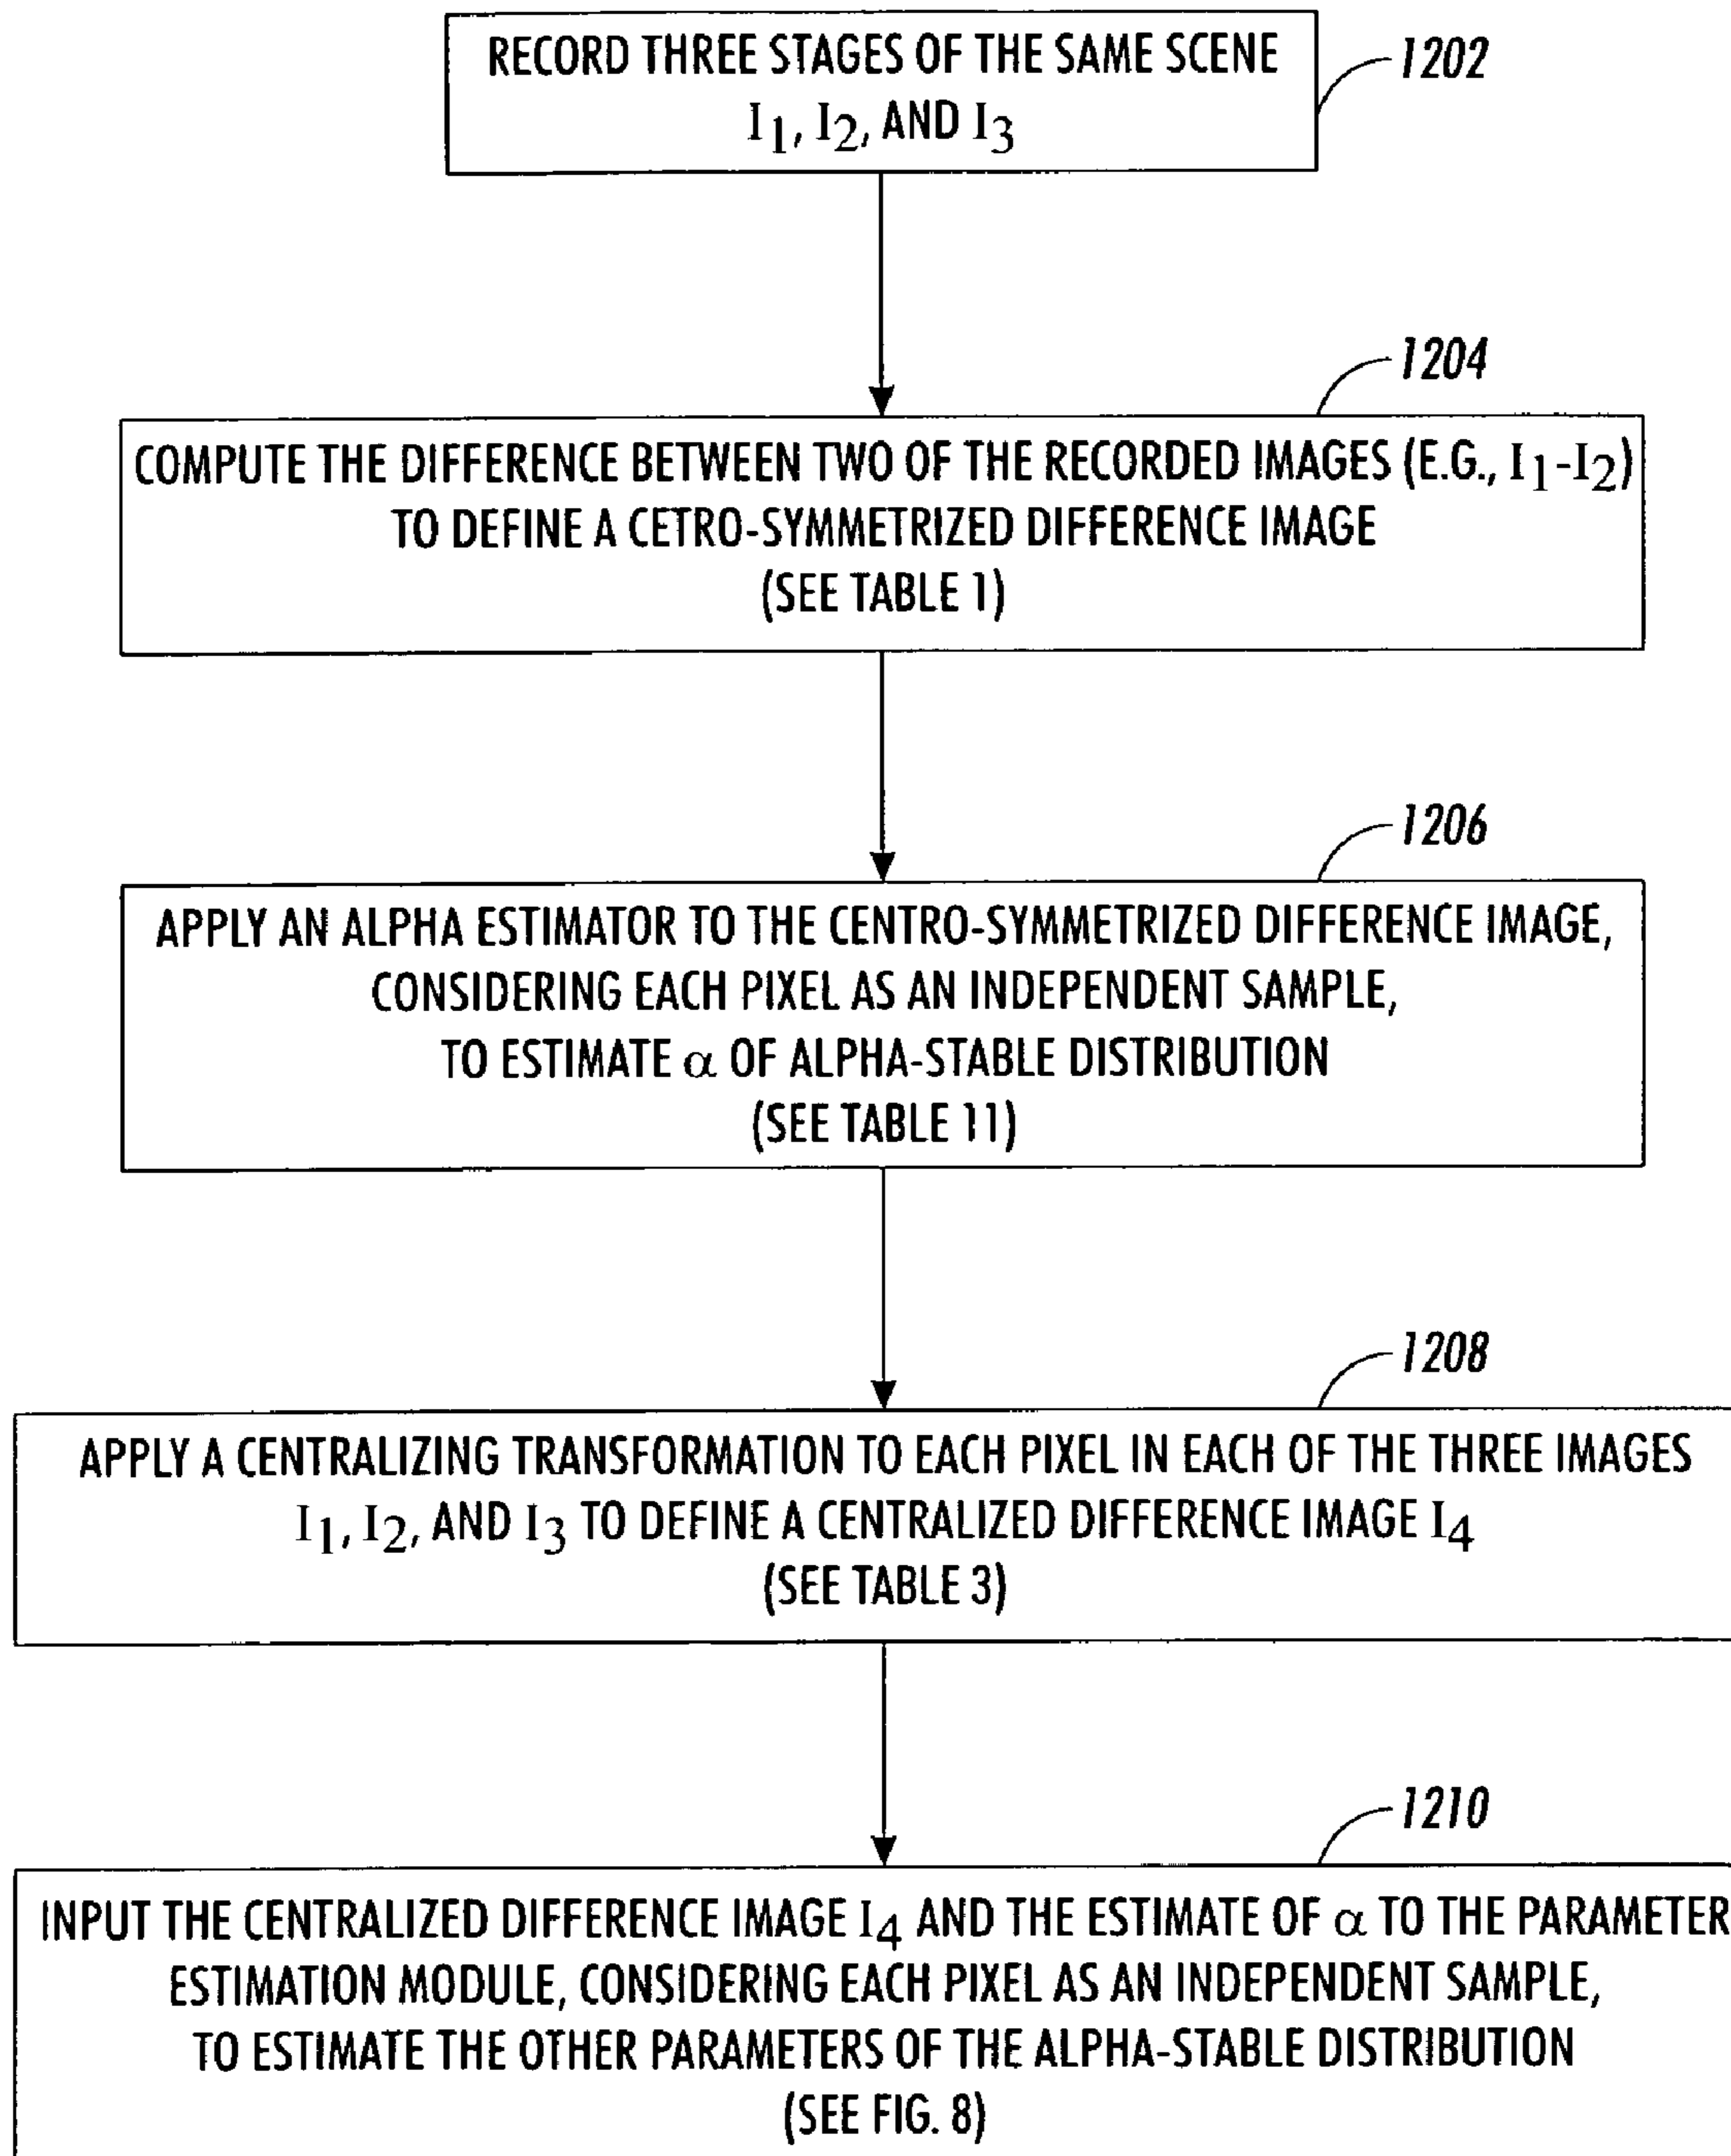 RECORD THREE STAGES OF THE SAME SCENE
I1, I2, AND I3
1202
1204
COMPUTE THE DIFFERENCE BETWEEN TWO OF THE RECORDED IMAGES (E.G., I1-I2)
TO DEFINE A CETRO-SYMMETRIZED DIFFERENCE IMAGE
(SEE TABLE 1)
1206
APPLY AN ALPHA ESTIMATOR TO THE CENTRO-SYMMETRIZED DIFFERENCE IMAGE,
CONSIDERING EACH PIXEL AS AN INDEPENDENT SAMPLE,
TO ESTIMATE α OF ALPHA-STABLE DISTRIBUTION
(SEE TABLE 11)
1208
APPLY A CENTRALIZING TRANSFORMATION TO EACH PIXEL IN EACH OF THE THREE IMAGES
I1, I2, AND I3 TO DEFINE A CENTRALIZED DIFFERENCE IMAGE I4
(SEE TABLE 3)
1210
INPUT THE CENTRALIZED DIFFERENCE IMAGE I4 AND THE ESTIMATE OF α TO THE PARAMETER
ESTIMATION MODULE, CONSIDERING EACH PIXEL AS AN INDEPENDENT SAMPLE,
TO ESTIMATE THE OTHER PARAMETERS OF THE ALPHA-STABLE DISTRIBUTION
(SEE FIG. 8)